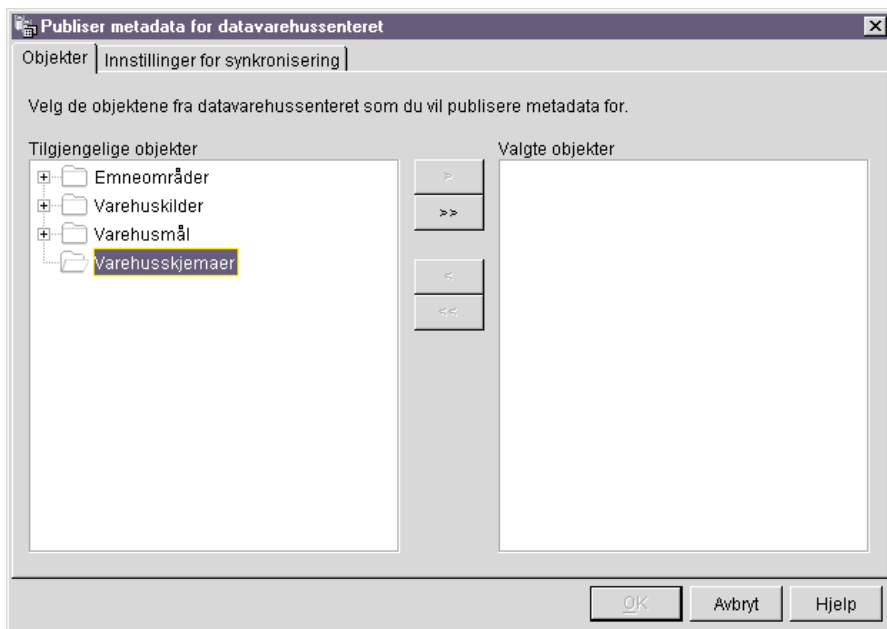 Publiser metadata for datavarehussenteret
Objekter
Innstillinger for synkronisering
Velg de objektene fra datavarehussenteret som du vil publisere metadata for.
Tilgjengelige objekter
Valgte objekter
Emneområder
Varehuskilder
Varehusmål
Varehusskjemaer
>
>>
<
<<
OK
Avbryt
Hjelp